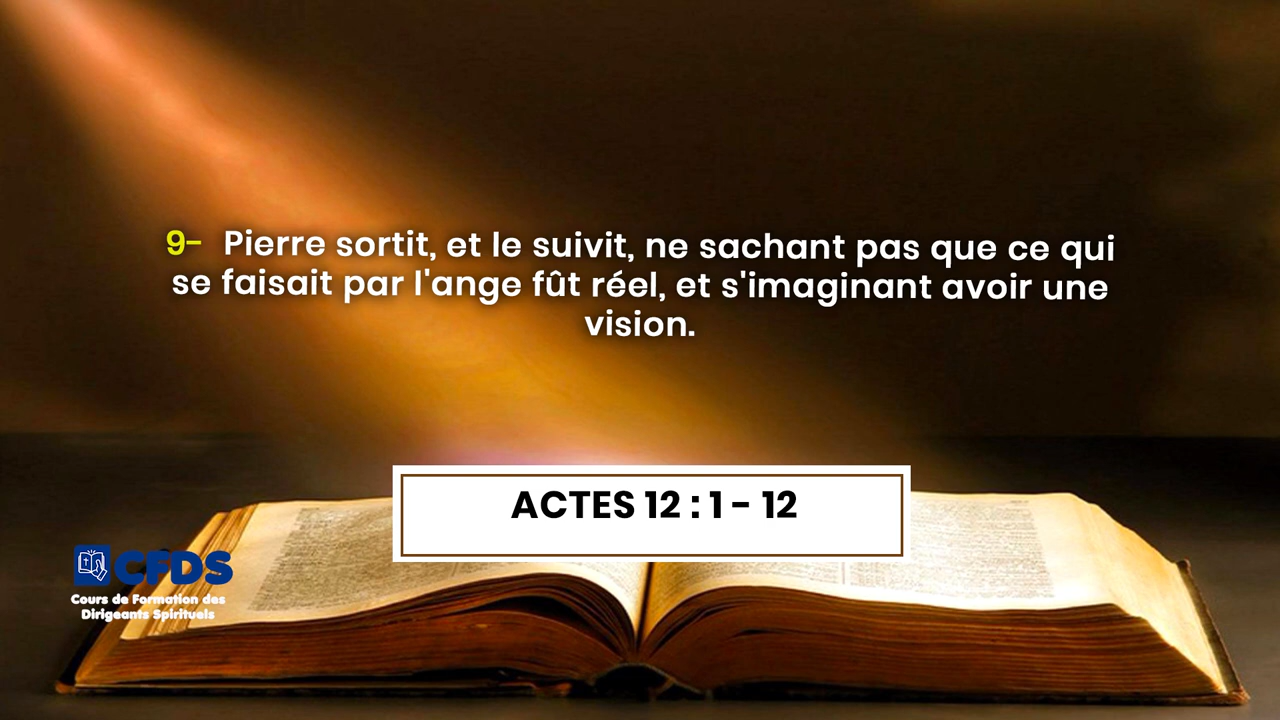 9- Pierre sortit, et le suivit, ne sachant pas que ce qui
se faisait par l'ange fût réel, et s'imaginant avoir une
vision.
ACTES 12 : 1 - 12
CFDS
Cours de Formation des
Dirigeants Spirituels